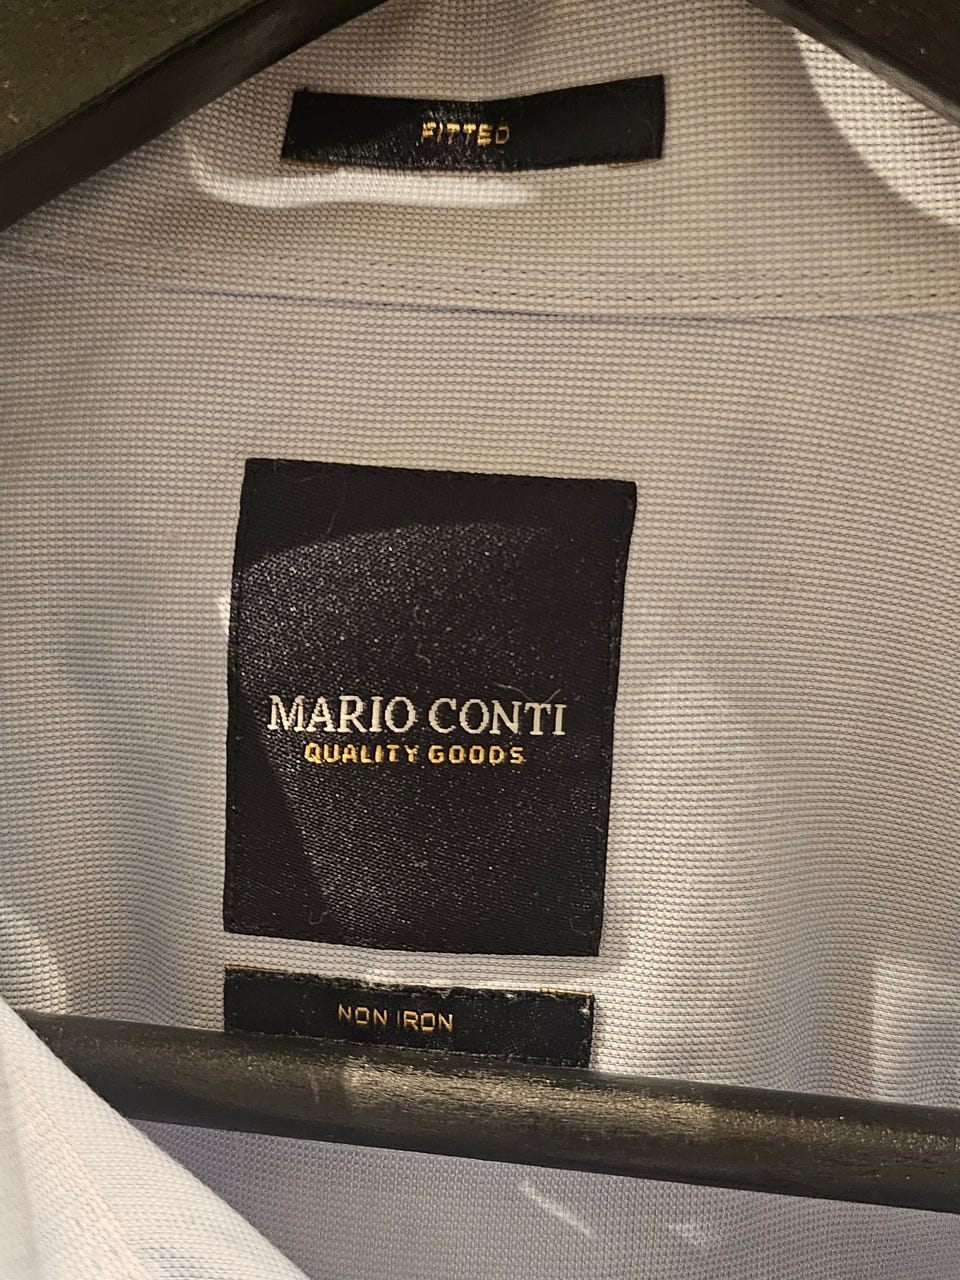 FITTED
MARIO CONTI
QUALITY GOODS
NON IRON